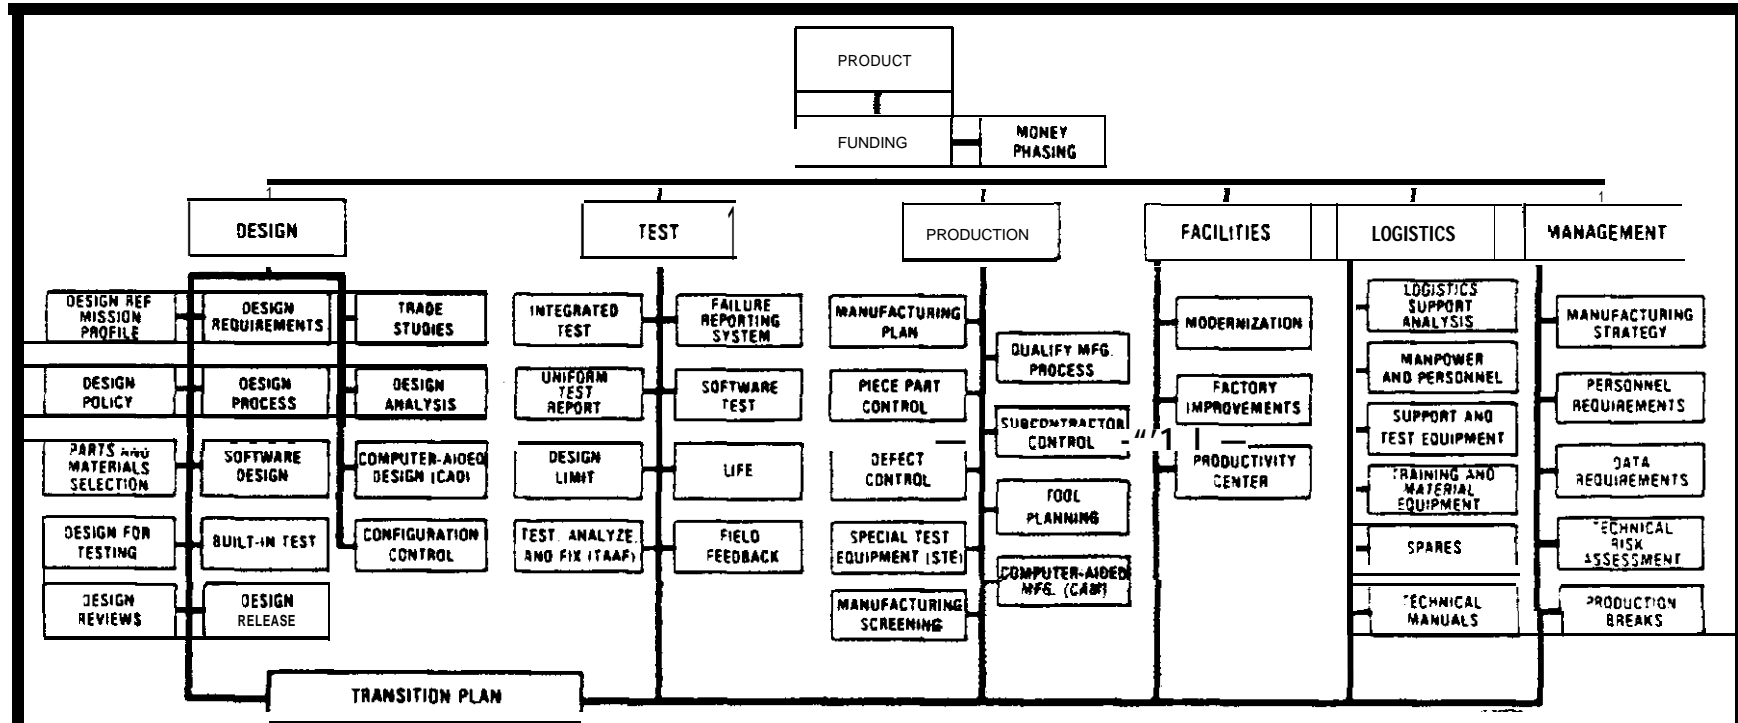 PRODUCT
FUNDING
MONEY
PHASING
DESIGN
TEST
PRODUCTION
FACILITIES
LOGISTICS
MANAGEMENT
DESIGN REF
MISSION
PROFILE
DESIGN
REQUIREMENTS
TRADE
STUDIES
DESIGN
POLICY
DESIGN
PROCESS
DESIGN
ANALYSIS
PARTS AND
MATERIALS
SELECTION
SOFTWARE
DESIGN
COMPUTER-AIDED
DESIGN (CAD)
DESIGN FOR
TESTING
BUILT-IN TEST
CONFIGURATION
CONTROL
DESIGN
REVIEWS
DESIGN
RELEASE
INTEGRATED
TEST
FAILURE
REPORTING
SYSTEM
UNIFORM
TEST
REPORT
SOFTWARE
TEST
DESIGN
LIMIT
LIFE
TEST. ANALYZE
AND FIX (TAAF)
FIELD
FEEDBACK
MANUFACTURING
PLAN
QUALIFY MFG.
PROCESS
PIECE PART
CONTROL
SUBCONTRACTOR
CONTROL
DEFECT
CONTROL
TOOL
PLANNING
SPECIAL TEST
EQUIPMENT (STE)
COMPUTER-AIDED
MFG. (CAM)
MANUFACTURING
SCREENING
MODERNIZATION
FACTORY
IMPROVEMENTS
PRODUCTIVITY
CENTER
LOGISTICS
SUPPORT
ANALYSIS
MANPOWER
AND PERSONNEL
SUPPORT AND
TEST EQUIPMENT
TRAINING AND
MATERIAL
EQUIPMENT
SPARES
TECHNICAL
MANUALS
MANUFACTURING
STRATEGY
PERSONNEL
REQUIREMENTS
DATA
REQUIREMENTS
TECHNICAL
RISK
ASSESSMENT
PRODUCTION
BREAKS
TRANSITION PLAN